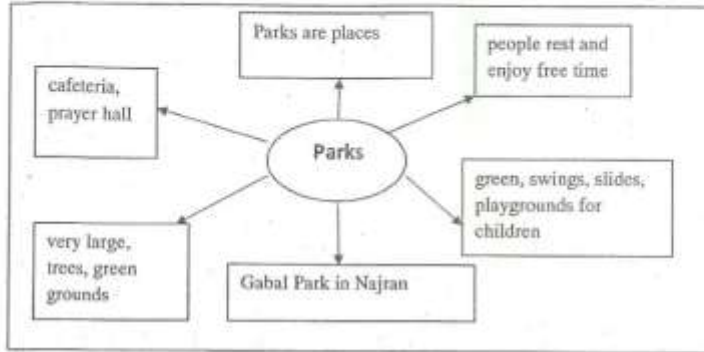 Parks are places
people rest and
enjoy free time
cafeteria,
prayer hall
Parks
green, swings, slides,
playgrounds for
children
very large,
trees, green
grounds
Gabal Park in Najran